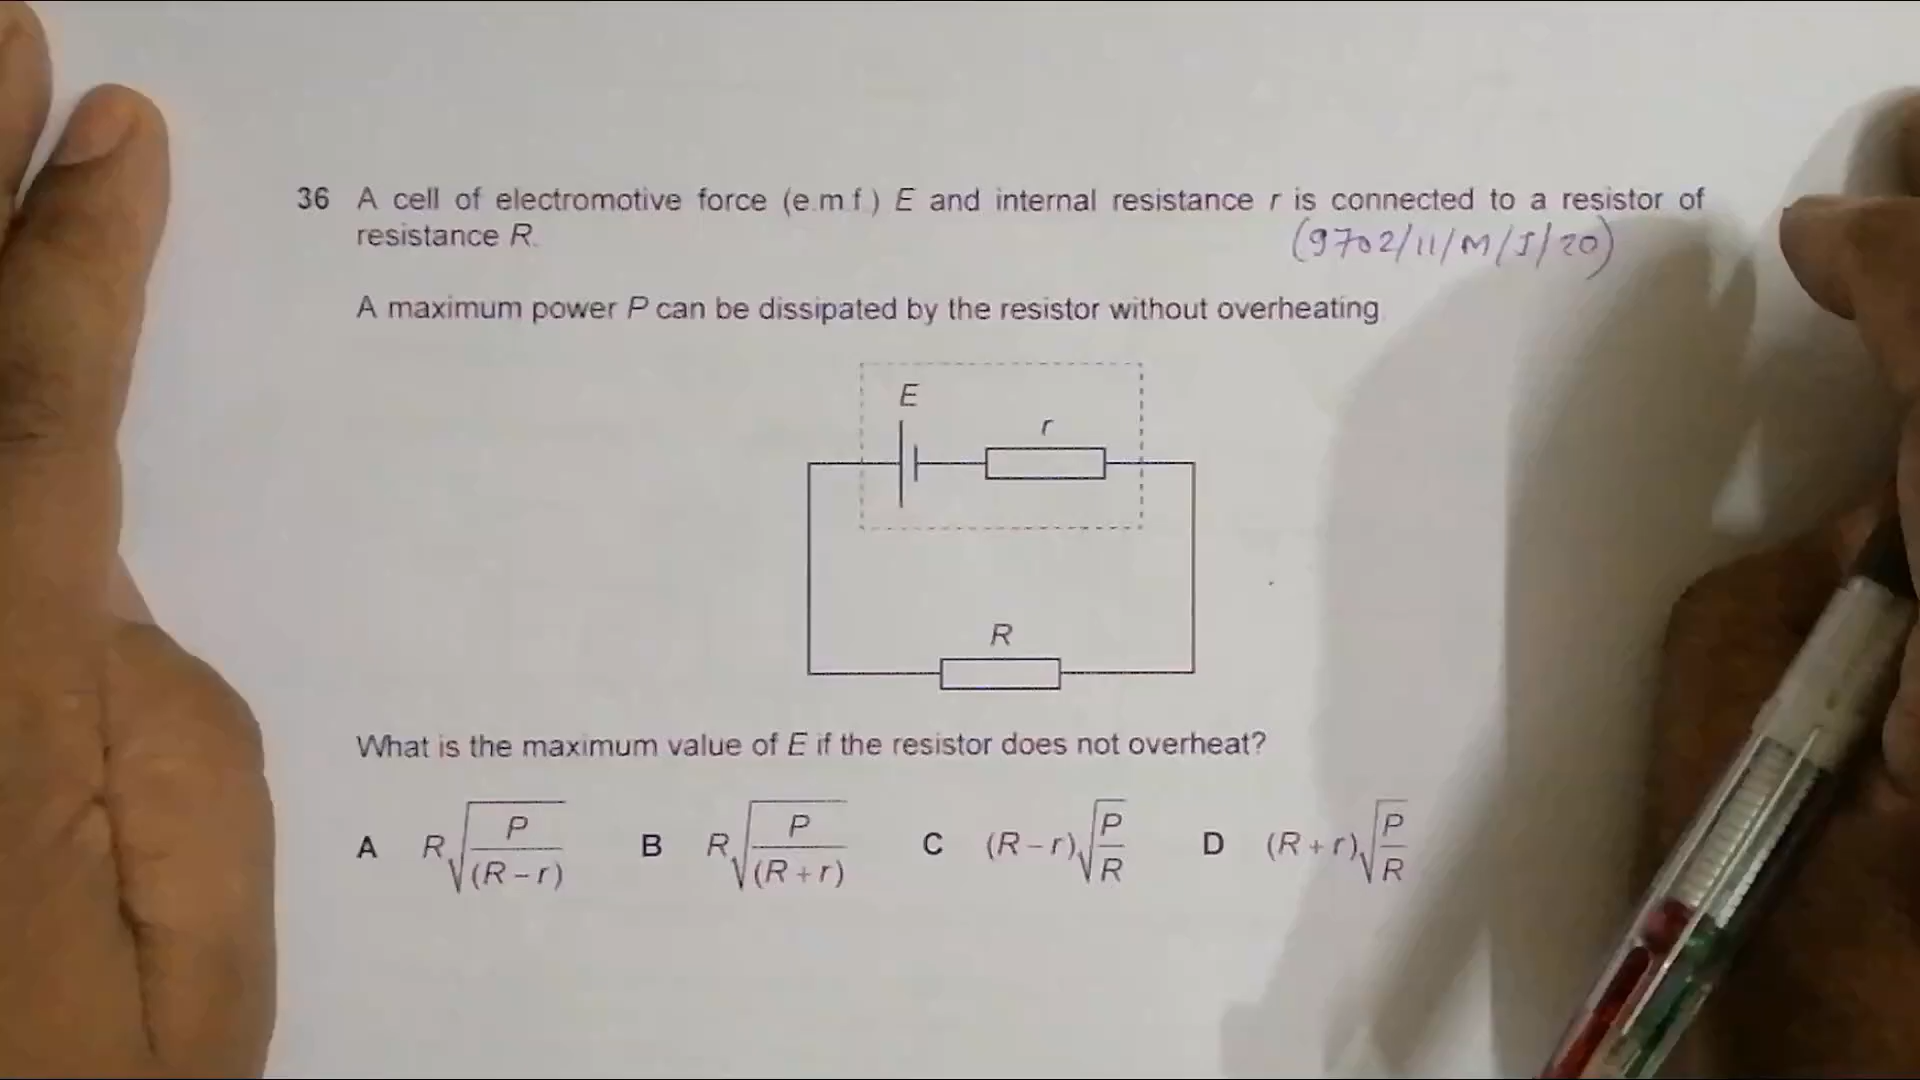 36 A cell of electromotive force (e.m.f.) E and internal resistance r is connected to a resistor of
resistance R.
(9702/11/M/J/20)
A maximum power P can be dissipated by the resistor without overheating
E
r
R
What is the maximum value of E if the resistor does not overheat?
A R√(P/(R – r)) B R√(P/(R + r)) C (R – r)√(P/R) D (R + r)√(P/R)